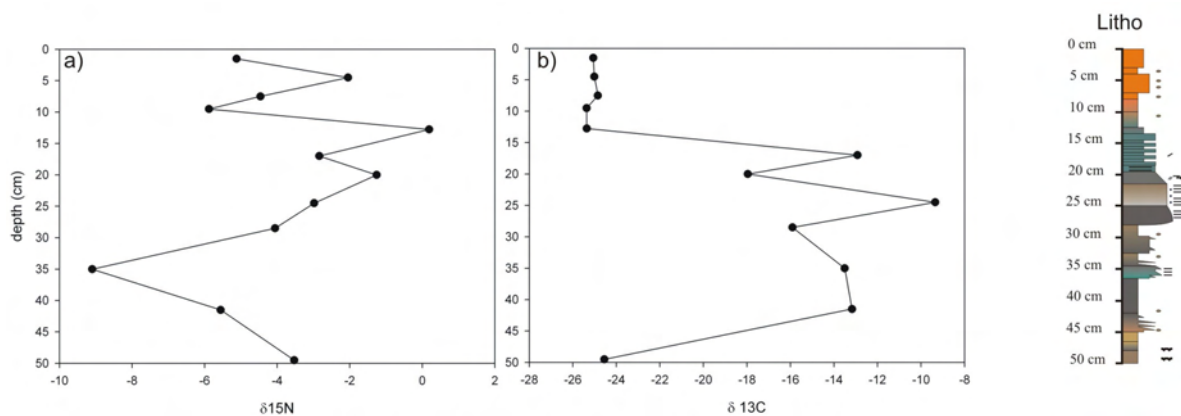 a)
0
5
10
15
20
25
30
35
40
45
50
depth (cm)
-10 -8 -6 -4 -2 0 2
δ15N
b)
0
5
10
15
20
25
30
35
40
45
50
-28 -26 -24 -22 -20 -18 -16 -14 -12 -10 -8
δ 13C
Litho
0 cm
5 cm
10 cm
15 cm
20 cm
25 cm
30 cm
35 cm
40 cm
45 cm
50 cm